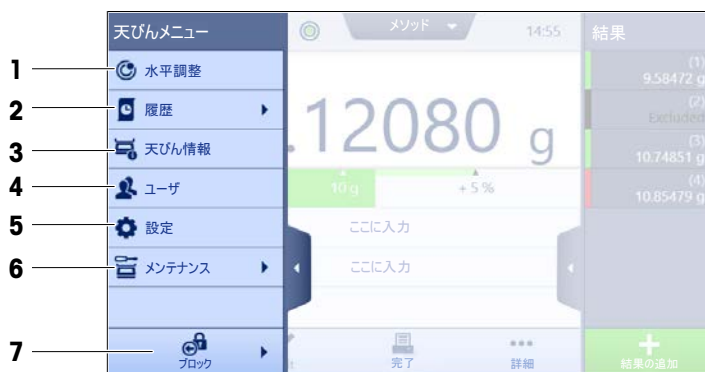 天びんメニュー
メソッド
14:55
結果
1
水平調整
2
履歴
3
天びん情報
4
ユーザ
5
設定
6
メンテナンス
7
ブロック
.12080 g
10 g
+ 5 %
ここに入力
ここに入力
完了
詳細
(1)
9.58472 g
(2)
Excluded
(3)
10.74851 g
(4)
10.85479 g
結果の追加